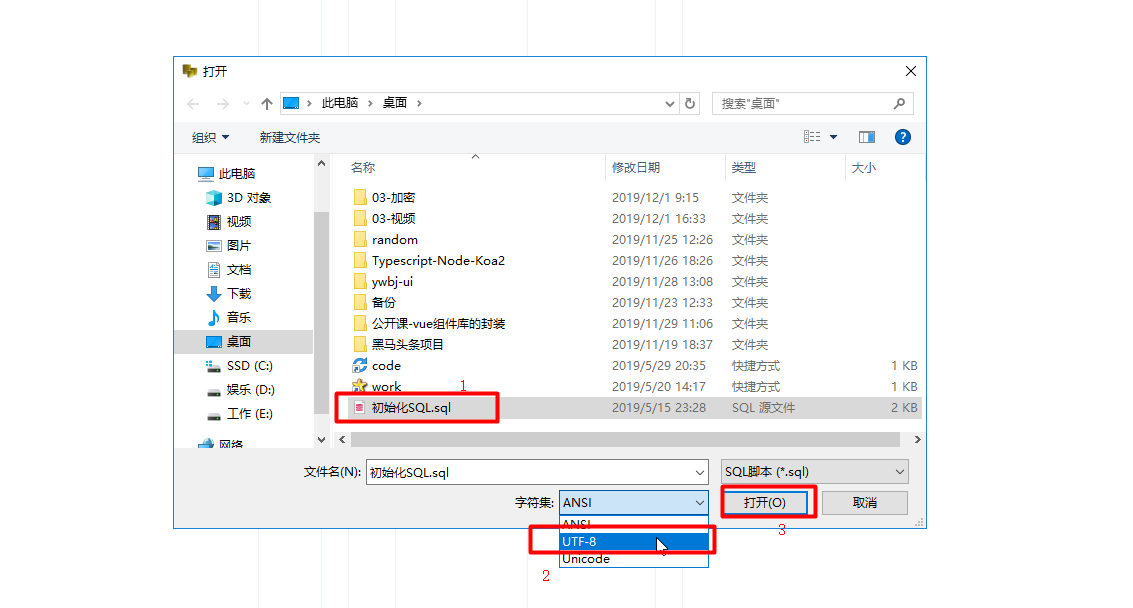 打开
此电脑 桌面
搜索"桌面"
组织 新建文件夹
名称 修改日期 类型 大小
此电脑
3D 对象
视频
图片
文档
下载
音乐
桌面
SSD (C:)
娱乐 (D:)
工作 (E:)
网络
03-加密 2019/12/1 9:15 文件夹
03-视频 2019/12/1 16:33 文件夹
random 2019/11/25 12:26 文件夹
Typescript-Node-Koa2 2019/11/26 18:26 文件夹
ywbj-ui 2019/11/28 13:08 文件夹
备份 2019/11/23 12:33 文件夹
公开课-vue组件库的封装 2019/11/29 11:06 文件夹
黑马头条项目 2019/11/19 18:37 文件夹
code 2019/5/29 20:35 快捷方式 1 KB
work 2019/5/20 14:17 快捷方式 1 KB
1
初始化SQL.sql 2019/5/15 23:28 SQL 源文件 2 KB
文件名(N): 初始化SQL.sql SQL脚本 (*.sql)
字符集: ANSI 打开(O) 取消
ANSI
3
UTF-8
Unicode
2